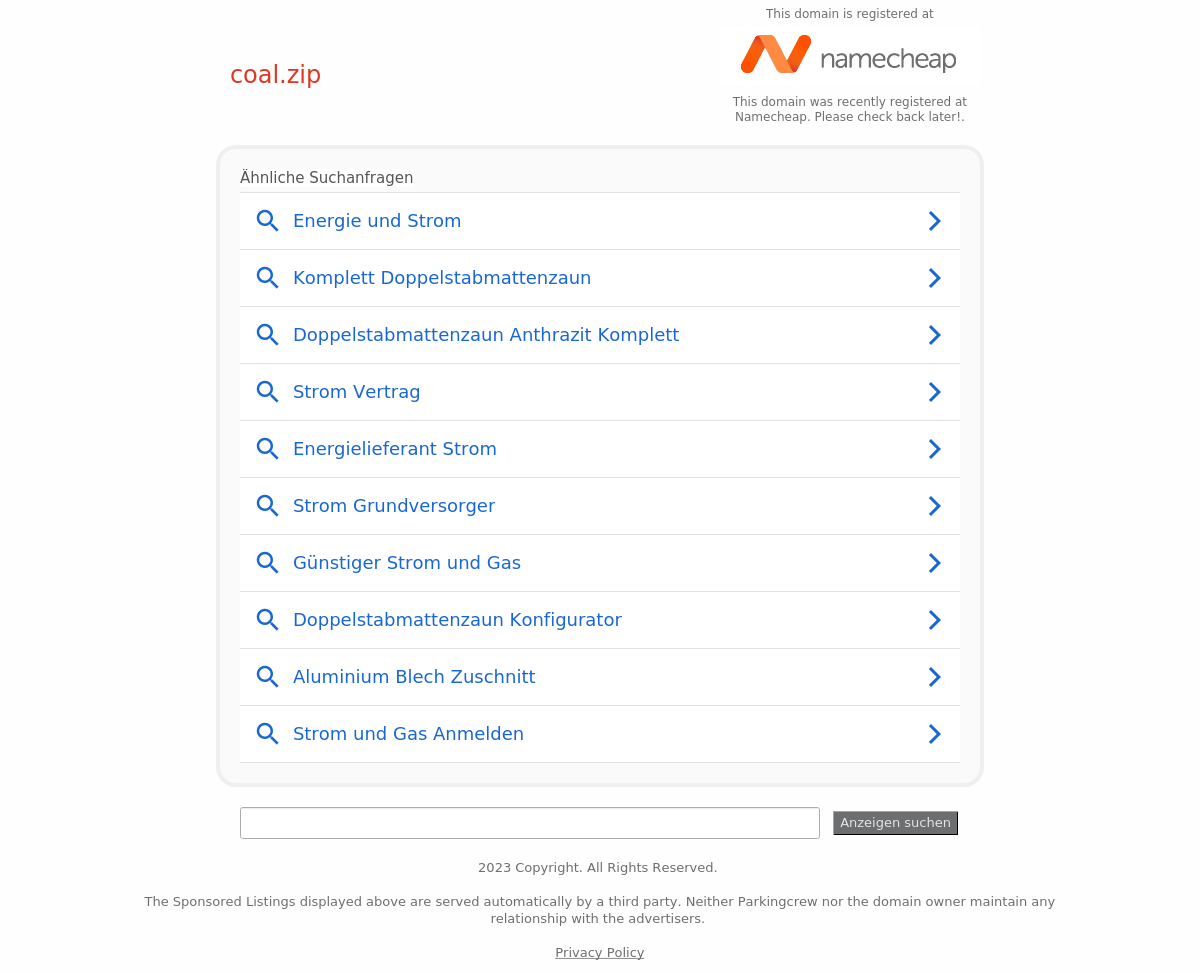 This domain is registered at
namecheap
coal.zip
This domain was recently registered at
Namecheap. Please check back later!.
Ähnliche Suchanfragen
Energie und Strom
Komplett Doppelstabmattenzaun
Doppelstabmattenzaun Anthrazit Komplett
Strom Vertrag
Energielieferant Strom
Strom Grundversorger
Günstiger Strom und Gas
Doppelstabmattenzaun Konfigurator
Aluminium Blech Zuschnitt
Strom und Gas Anmelden
Anzeigen suchen
2023 Copyright. All Rights Reserved.
The Sponsored Listings displayed above are served automatically by a third party. Neither Parkingcrew nor the domain owner maintain any
relationship with the advertisers.
Privacy Policy